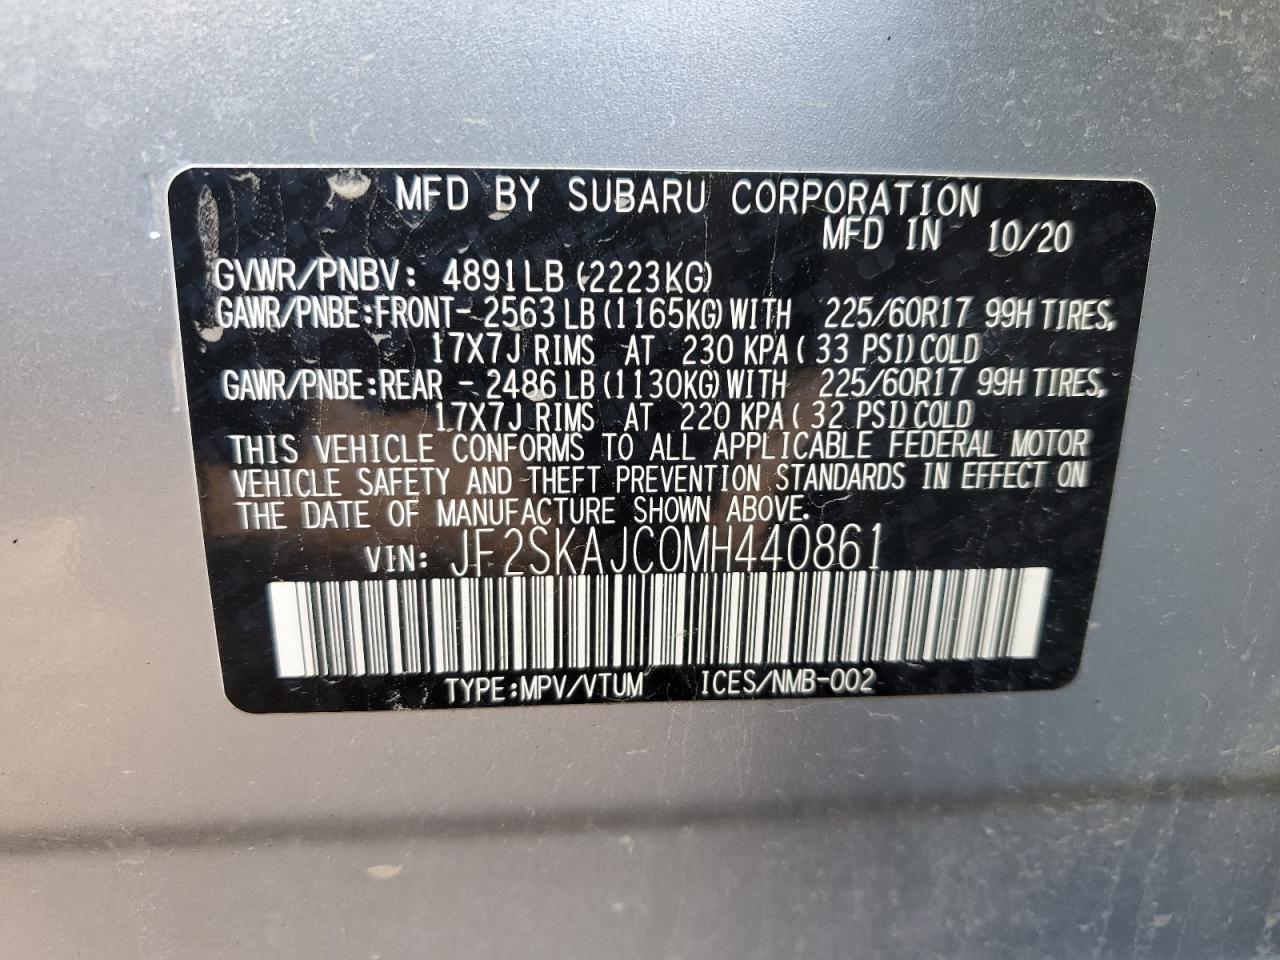 MFD BY SUBARU CORPORATION
MFD IN 10/20
GVWR/PNBV: 4891LB (2223KG)
GAWR/PNBE:FRONT- 2563 LB (1165KG) WITH 225/60R17 99H TIRES,
17X7J RIMS AT 230 KPA ( 33 PSI) COLD
GAWR/PNBE:REAR - 2486 LB (1130KG) WITH 225/60R17 99H TIRES,
17X7J RIMS AT 220 KPA ( 32 PSI) COLD
THIS VEHICLE CONFORMS TO ALL APPLICABLE FEDERAL MOTOR
VEHICLE SAFETY AND THEFT PREVENTION STANDARDS IN EFFECT ON
THE DATE OF MANUFACTURE SHOWN ABOVE.
VIN: JF2SKAJC0MH440861
TYPE:MPV/VTUM ICES/NMB-002